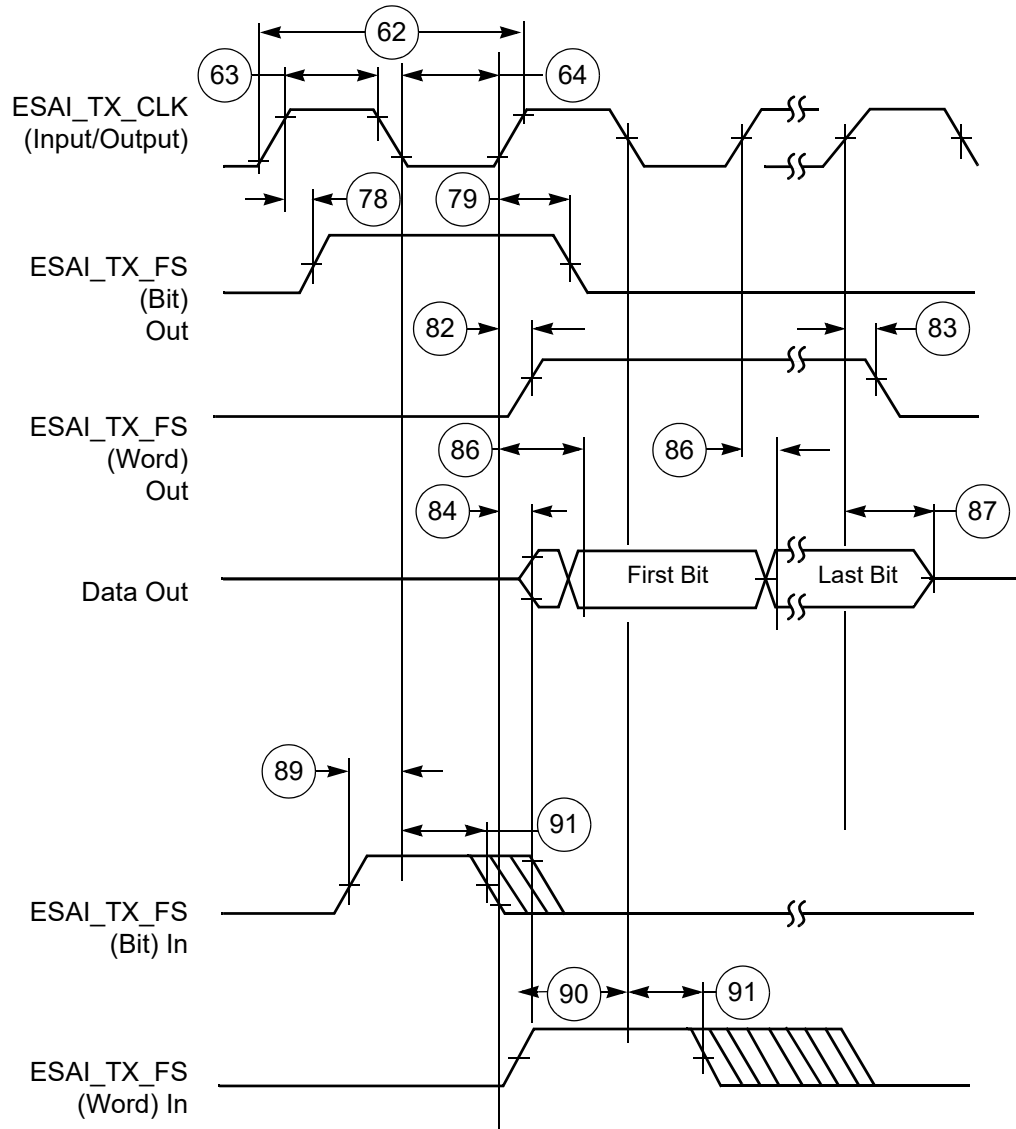 62
63
64
ESAI_TX_CLK
(Input/Output)
78
79
ESAI_TX_FS
(Bit)
Out
82
83
ESAI_TX_FS
(Word)
Out
86
86
84
87
Data Out
First Bit
Last Bit
89
91
ESAI_TX_FS
(Bit) In
90
91
ESAI_TX_FS
(Word) In